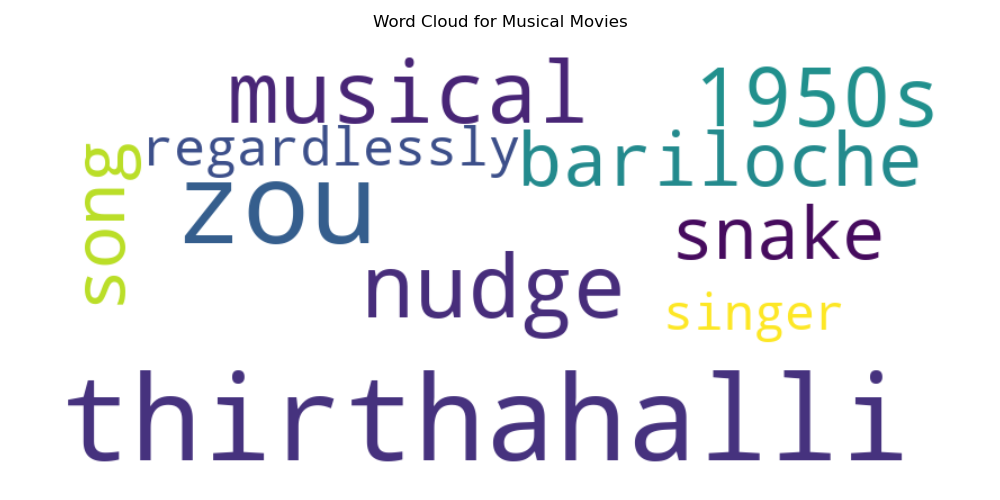 Word Cloud for Musical Movies
musical
1950s
regardlessly
bariloche
song
zou
snake
nudge
singer
thirthahalli